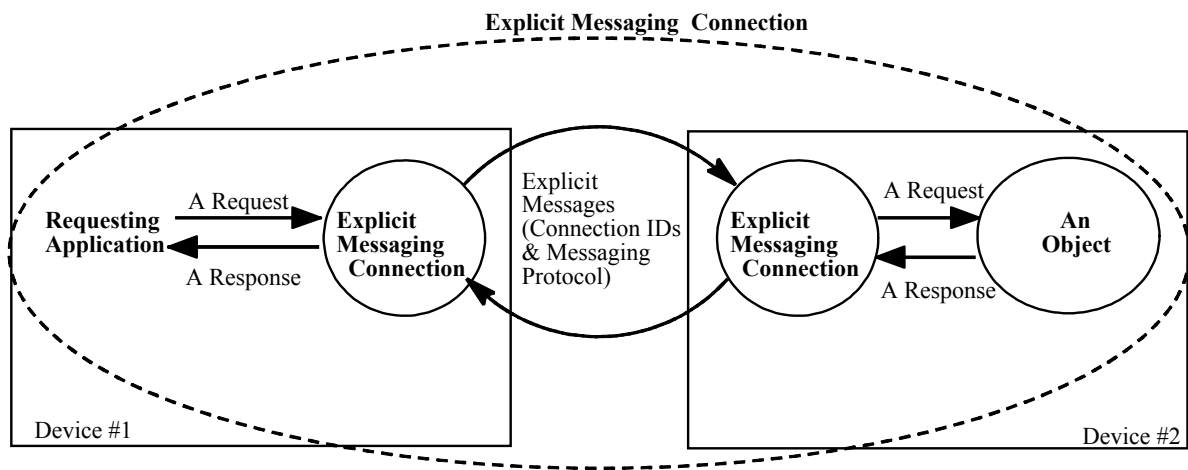 Explicit Messaging Connection
Requesting
Application
A Request
A Response
Explicit
Messaging
Connection
Explicit
Messages
(Connection IDs
& Messaging
Protocol)
Explicit
Messaging
Connection
A Request
A Response
An
Object
Device #1
Device #2